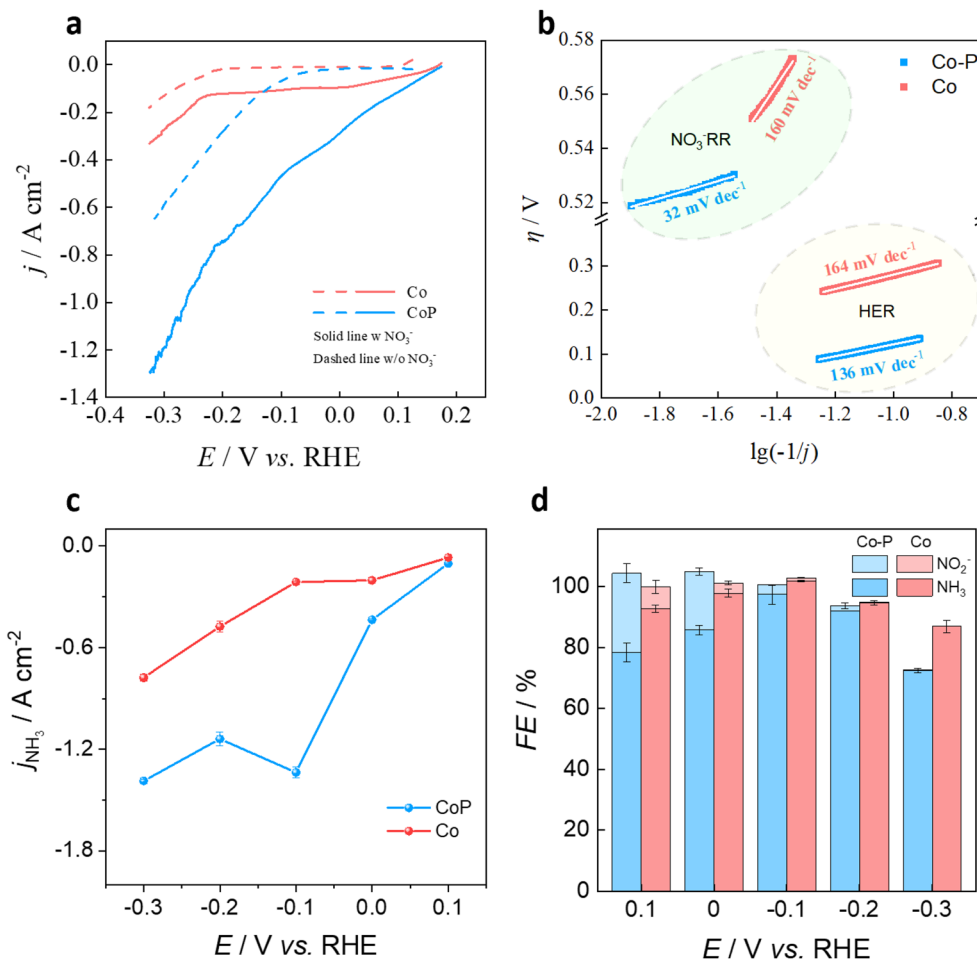 a
0.0
-0.2
-0.4
-0.6
-0.8
-1.0
-1.2
-1.4
j / A cm⁻²
Co
CoP
Solid line w NO₃⁻
Dashed line w/o NO₃⁻
-0.4 -0.3 -0.2 -0.1 0.0 0.1 0.2
E / V vs. RHE
b
0.58
0.56
0.54
0.52
0.3
0.2
0.1
0.0
η / V
Co-P
Co
160 mV dec⁻¹
NO₃⁻RR
32 mV dec⁻¹
164 mV dec⁻¹
HER
136 mV dec⁻¹
-2.0 -1.8 -1.6 -1.4 -1.2 -1.0 -0.8
lg(-1/j)
c
0.0
-0.6
-1.2
-1.8
j NH₃ / A cm⁻²
CoP
Co
-0.3 -0.2 -0.1 0.0 0.1
E / V vs. RHE
d
100
80
60
40
20
0
FE / %
Co-P Co
NO₂⁻
NH₃
0.1 0 -0.1 -0.2 -0.3
E / V vs. RHE